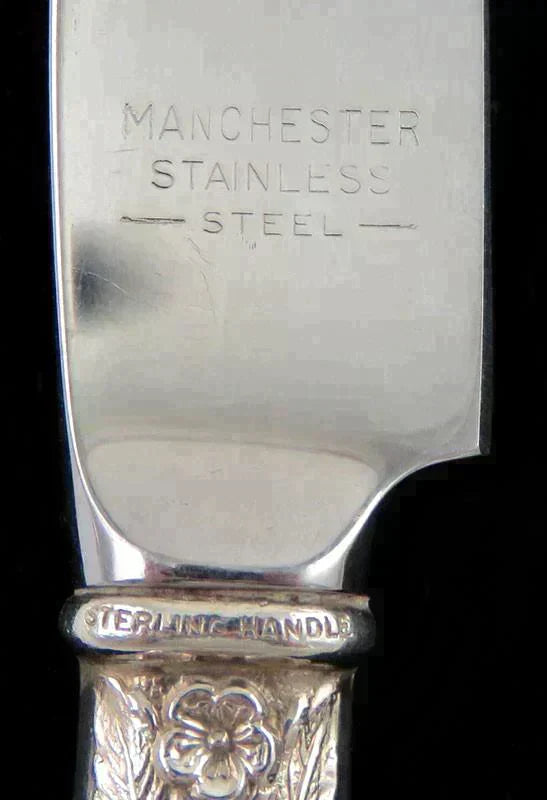 MANCHESTER
STAINLESS
— STEEL —
STERLING HANDLE